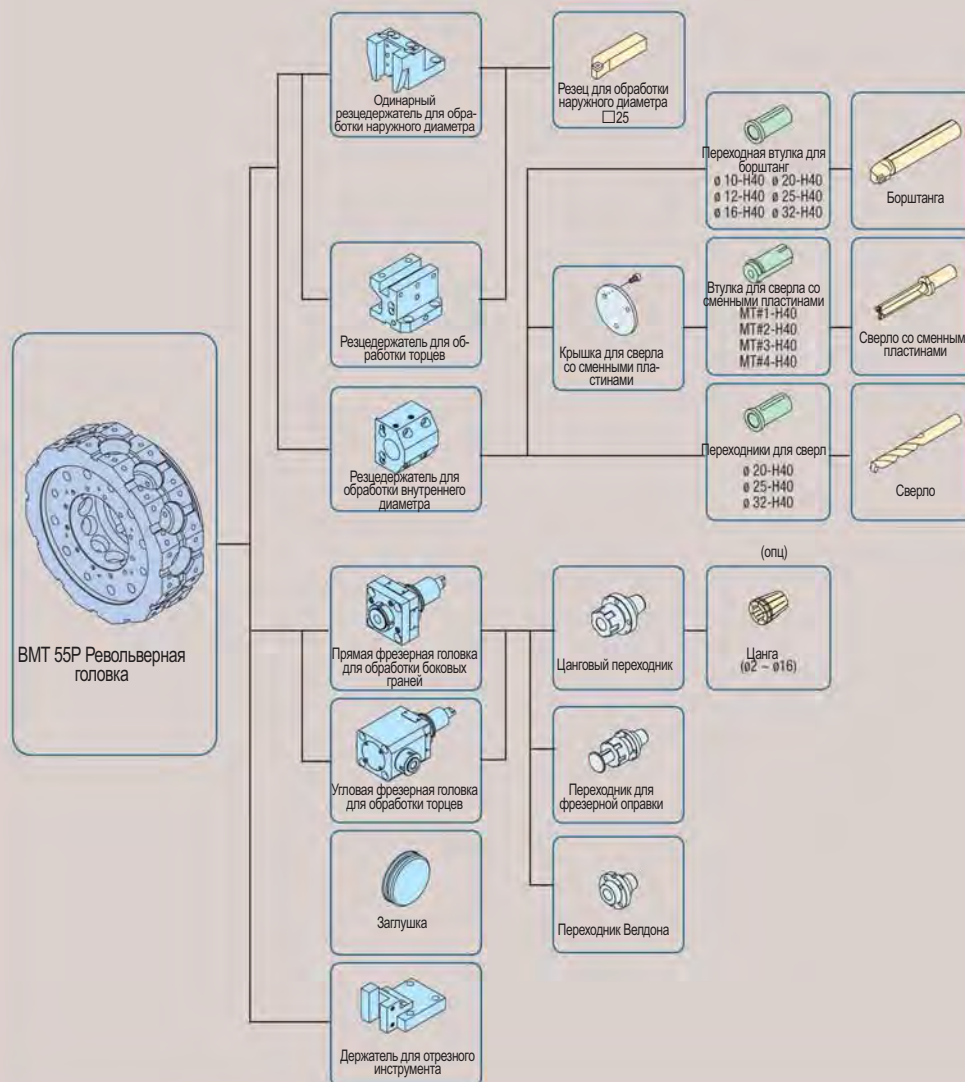 Одинарный
резцедержатель для обра-
ботки наружного диаметра
Резец для обработки
наружного диаметра
□25
Переходная втулка для
борштанг
ø 10-H40 ø 20-H40
ø 12-H40 ø 25-H40
ø 16-H40 ø 32-H40
Борштанга
Резцедержатель для об-
работки торцев
Крышка для сверла
со сменными пла-
стинами
Втулка для сверла со
сменными пластинами
MT#1-H40
MT#2-H40
MT#3-H40
MT#4-H40
Сверло со сменным
пластинами
Резцедержатель для
обработки внутреннего
диаметра
Переходники для сверл
ø 20-H40
ø 25-H40
ø 32-H40
Сверло
BMT 55P Револьверная
головка
Прямая фрезерная головка
для обработки боковых
граней
Цанговый переходник
(опц)
Цанга
(ø2 ~ ø16)
Угловая фрезерная головка
для обработки торцев
Переходник для
фрезерной оправки
Заглушка
Переходник Велдона
Держатель для отрезного
инструмента